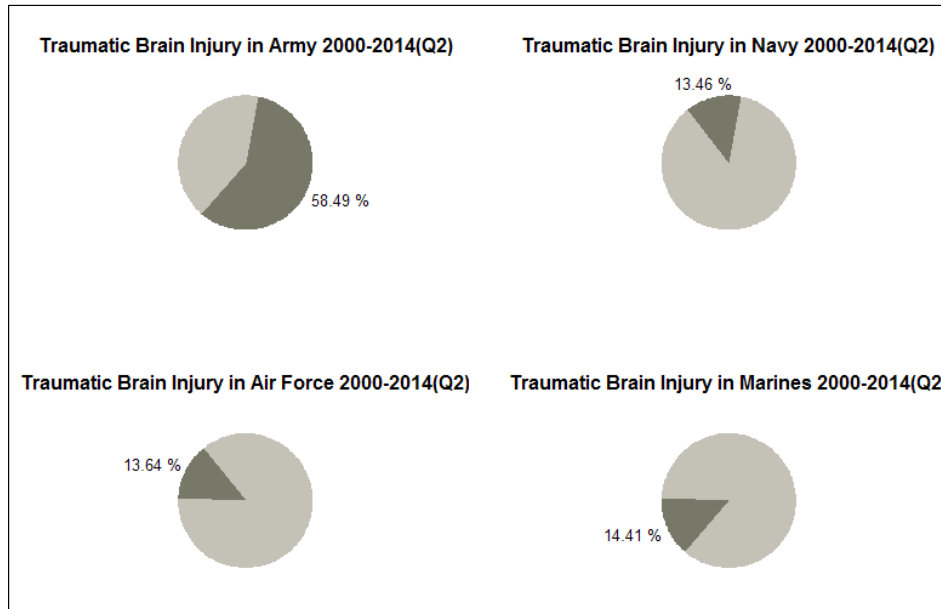 Traumatic Brain Injury in Army 2000-2014(Q2)
58.49 %
Traumatic Brain Injury in Navy 2000-2014(Q2)
13.46 %
Traumatic Brain Injury in Air Force 2000-2014(Q2)
13.64 %
Traumatic Brain Injury in Marines 2000-2014(Q2
14.41 %